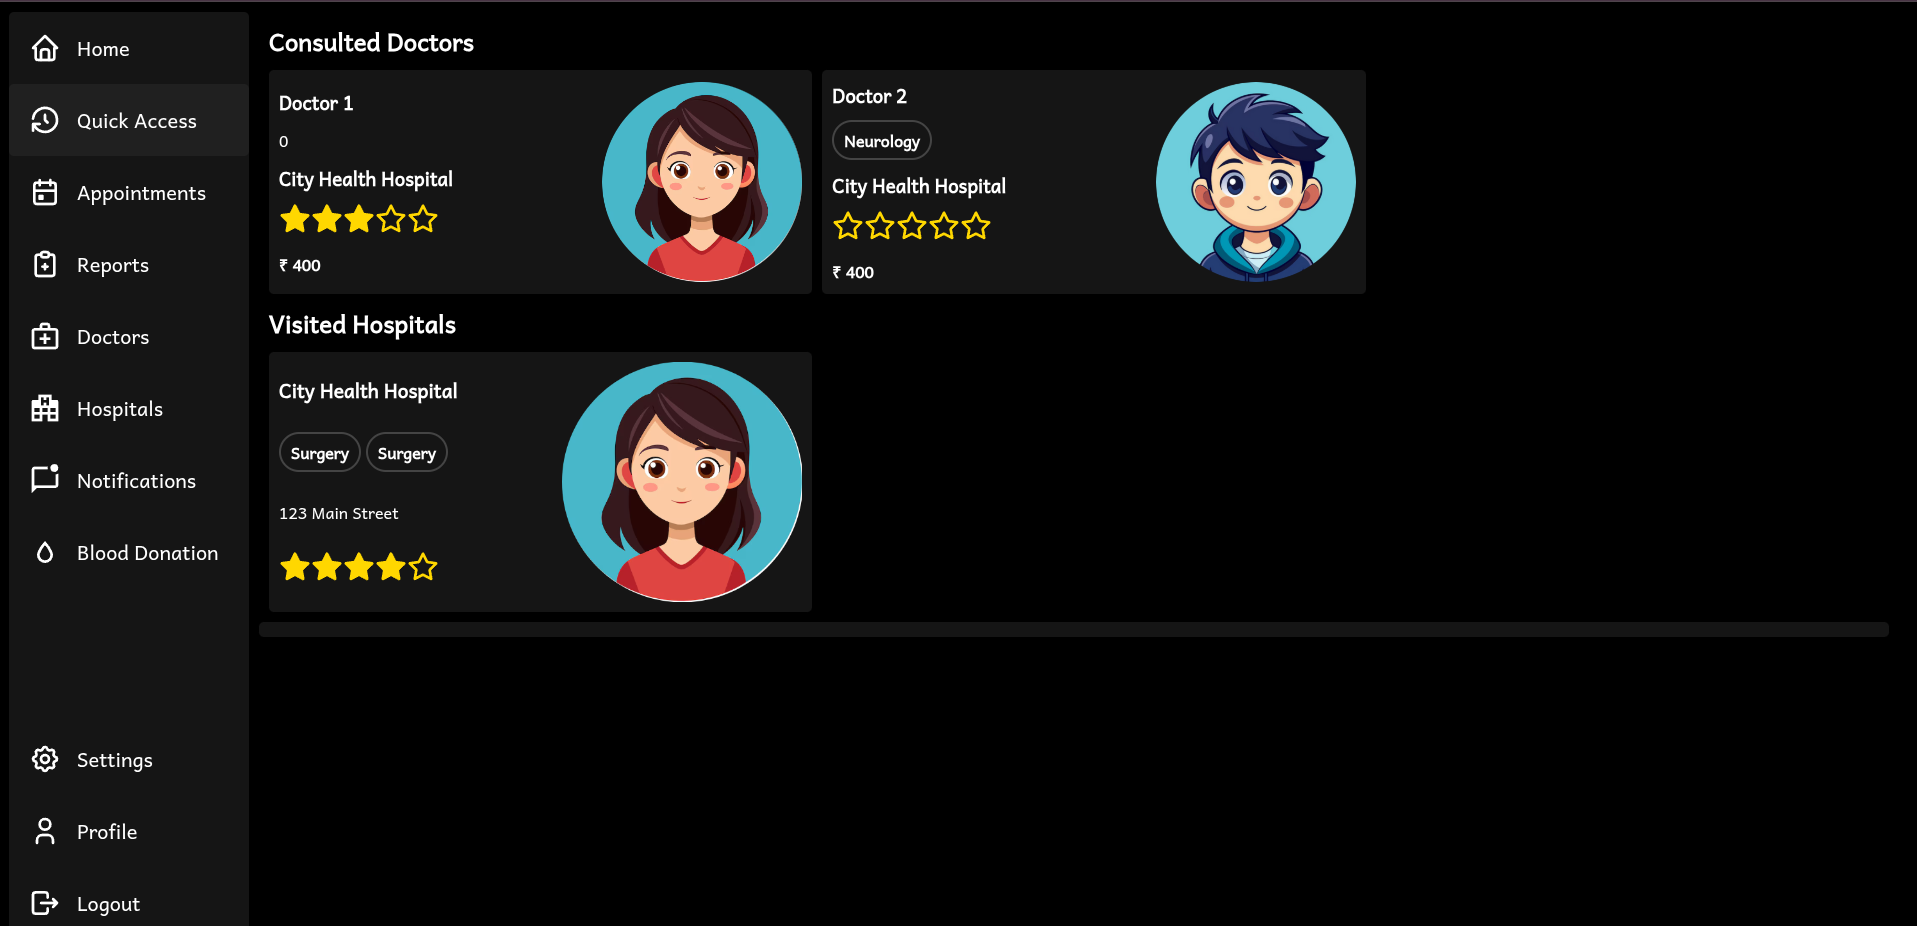 Home
Quick Access
Appointments
Reports
Doctors
Hospitals
Notifications
Blood Donation
Settings
Profile
Logout
Consulted Doctors
Doctor 1
0
City Health Hospital
₹ 400
Doctor 2
Neurology
City Health Hospital
₹ 400
Visited Hospitals
City Health Hospital
Surgery Surgery
123 Main Street